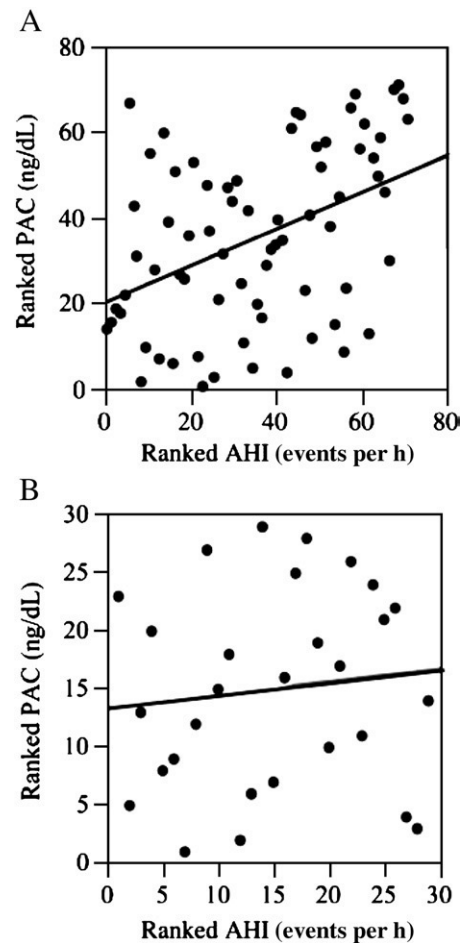 A
80
60
40
20
0
Ranked PAC (ng/dL)
0 20 40 60 80
Ranked AHI (events per h)
B
30
25
20
15
10
5
0
Ranked PAC (ng/dL)
0 5 10 15 20 25 30
Ranked AHI (events per h)